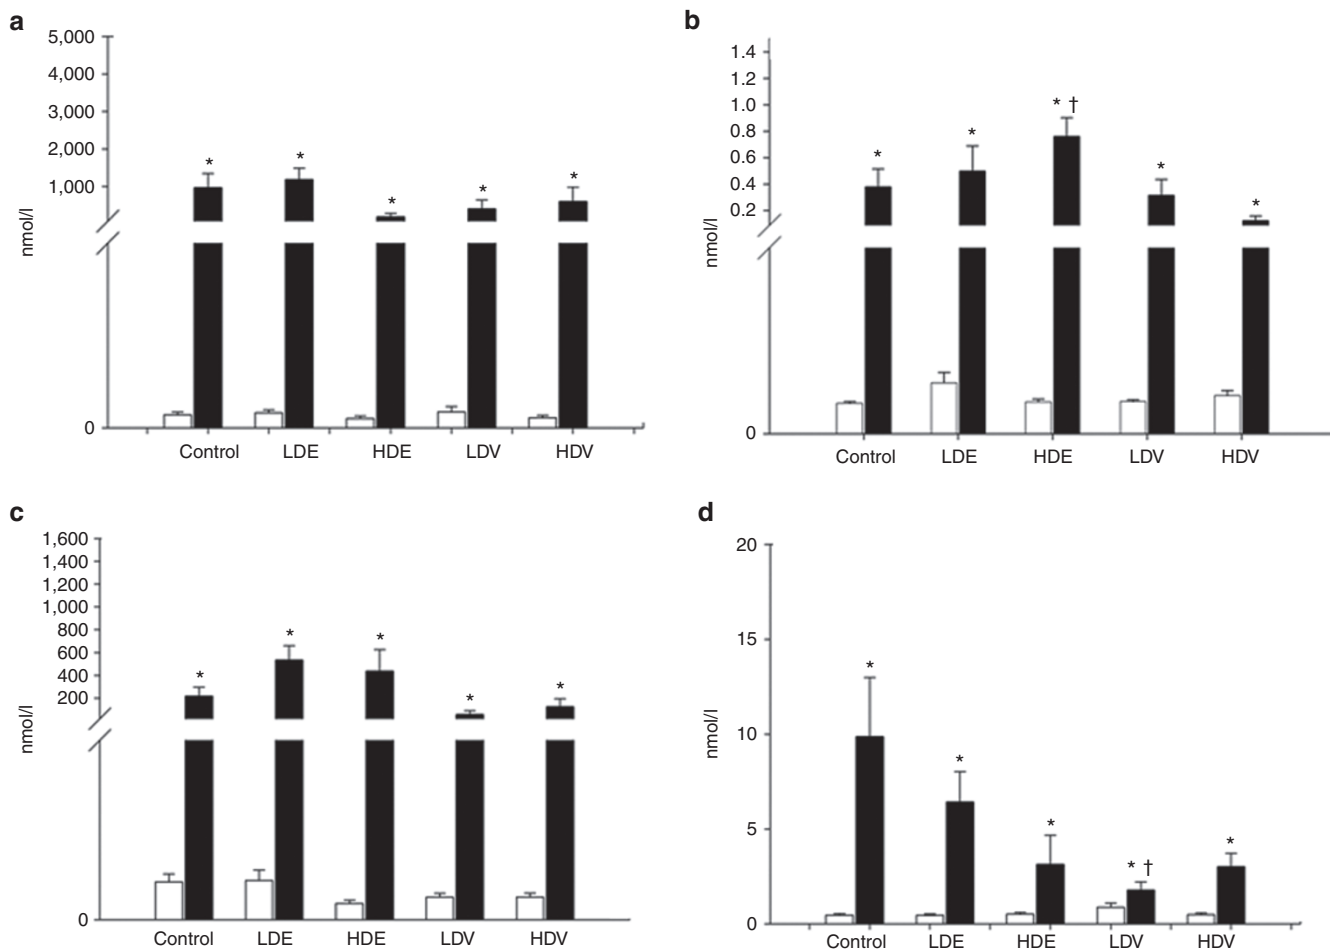 a
5,000
4,000
3,000
2,000
1,000
0
nmol/l
* * * * *
Control LDE HDE LDV HDV
b
1.4
1.2
1.0
0.8
0.6
0.4
0.2
0
nmol/l
* * * † * *
Control LDE HDE LDV HDV
c
1,600
1,400
1,200
1,000
800
600
400
200
0
nmol/l
* * * * *
Control LDE HDE LDV HDV
d
20
15
10
5
0
nmol/l
* * * * † *
Control LDE HDE LDV HDV